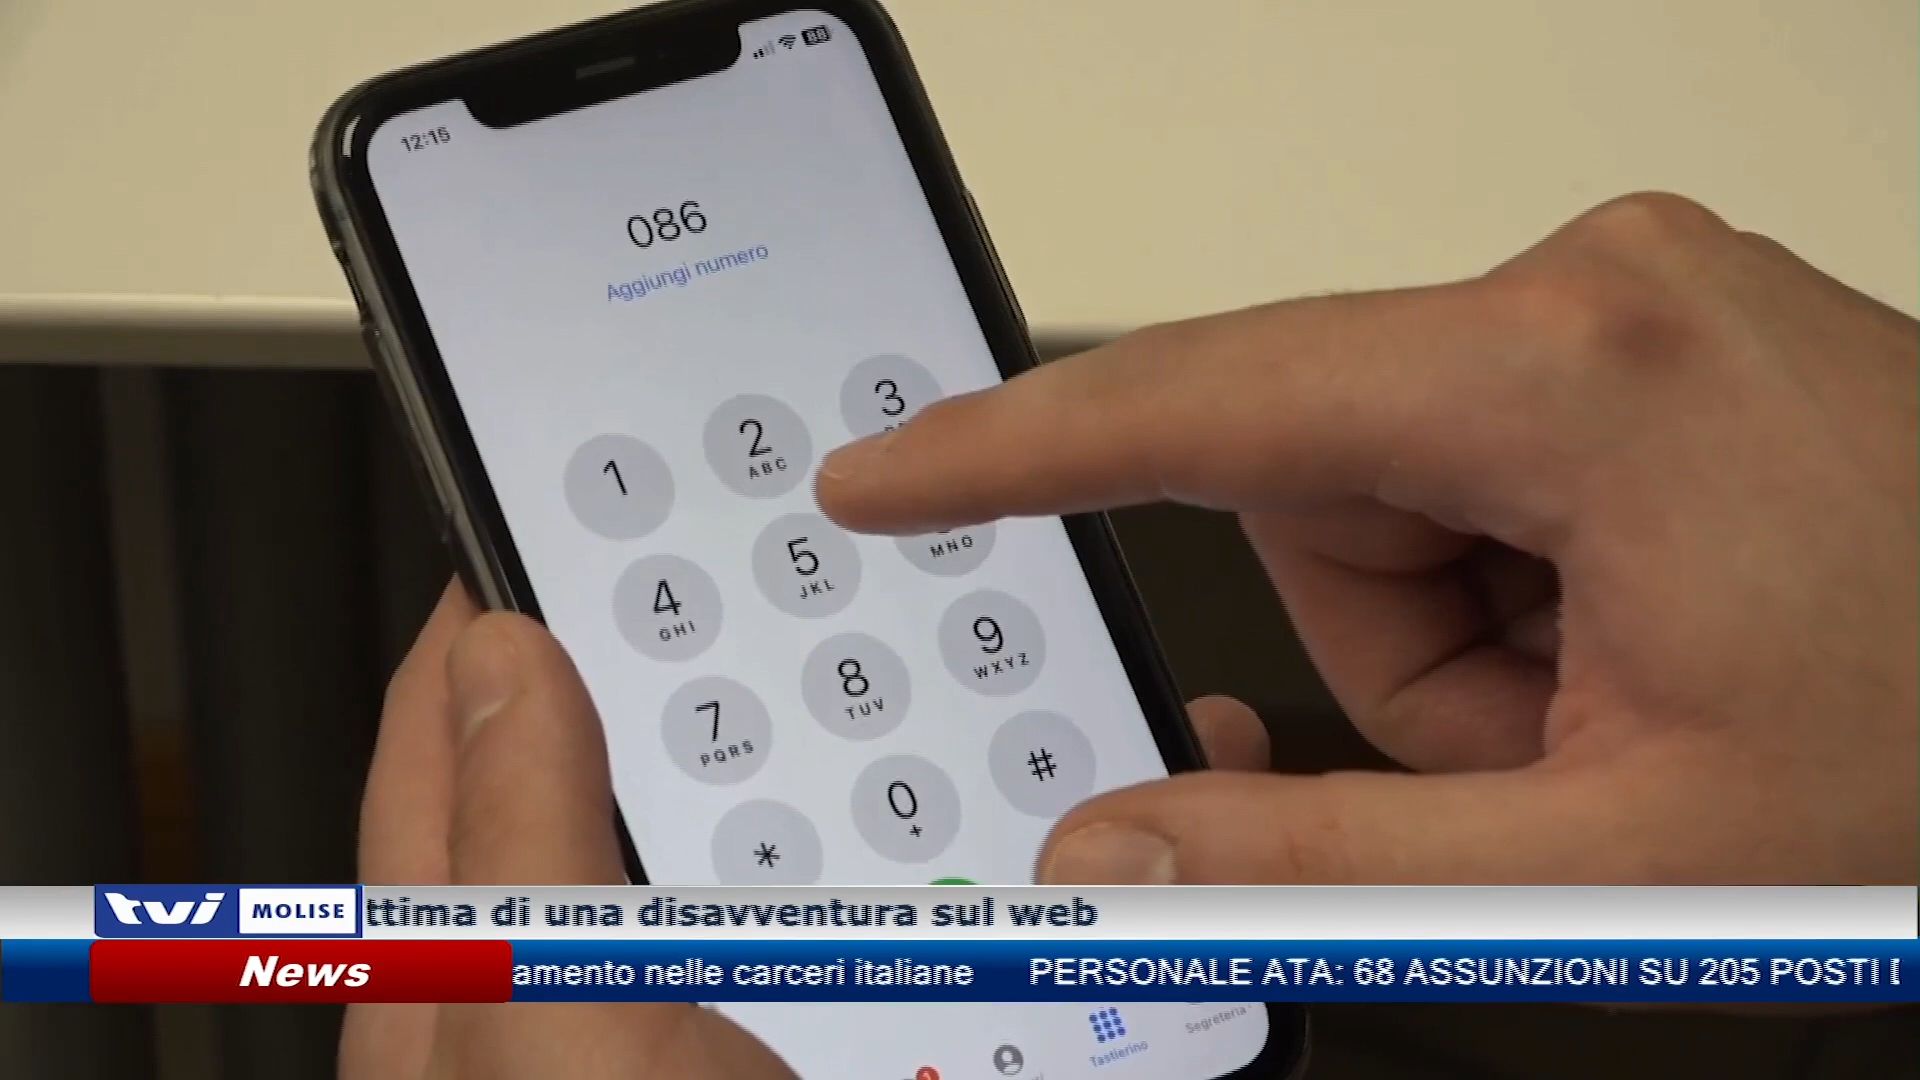 12:15
086
Aggiungi numero
1
2
ABC
3
4
GHI
5
JKL
MNO
7
PQRS
8
TUV
9
WXYZ
*
0
+
#
tvi MOLISE
ttima di una disavventura sul web
News
amento nelle carceri italiane PERSONALE ATA: 68 ASSUNZIONI SU 205 POSTI
Tastierino
Segreteria
1